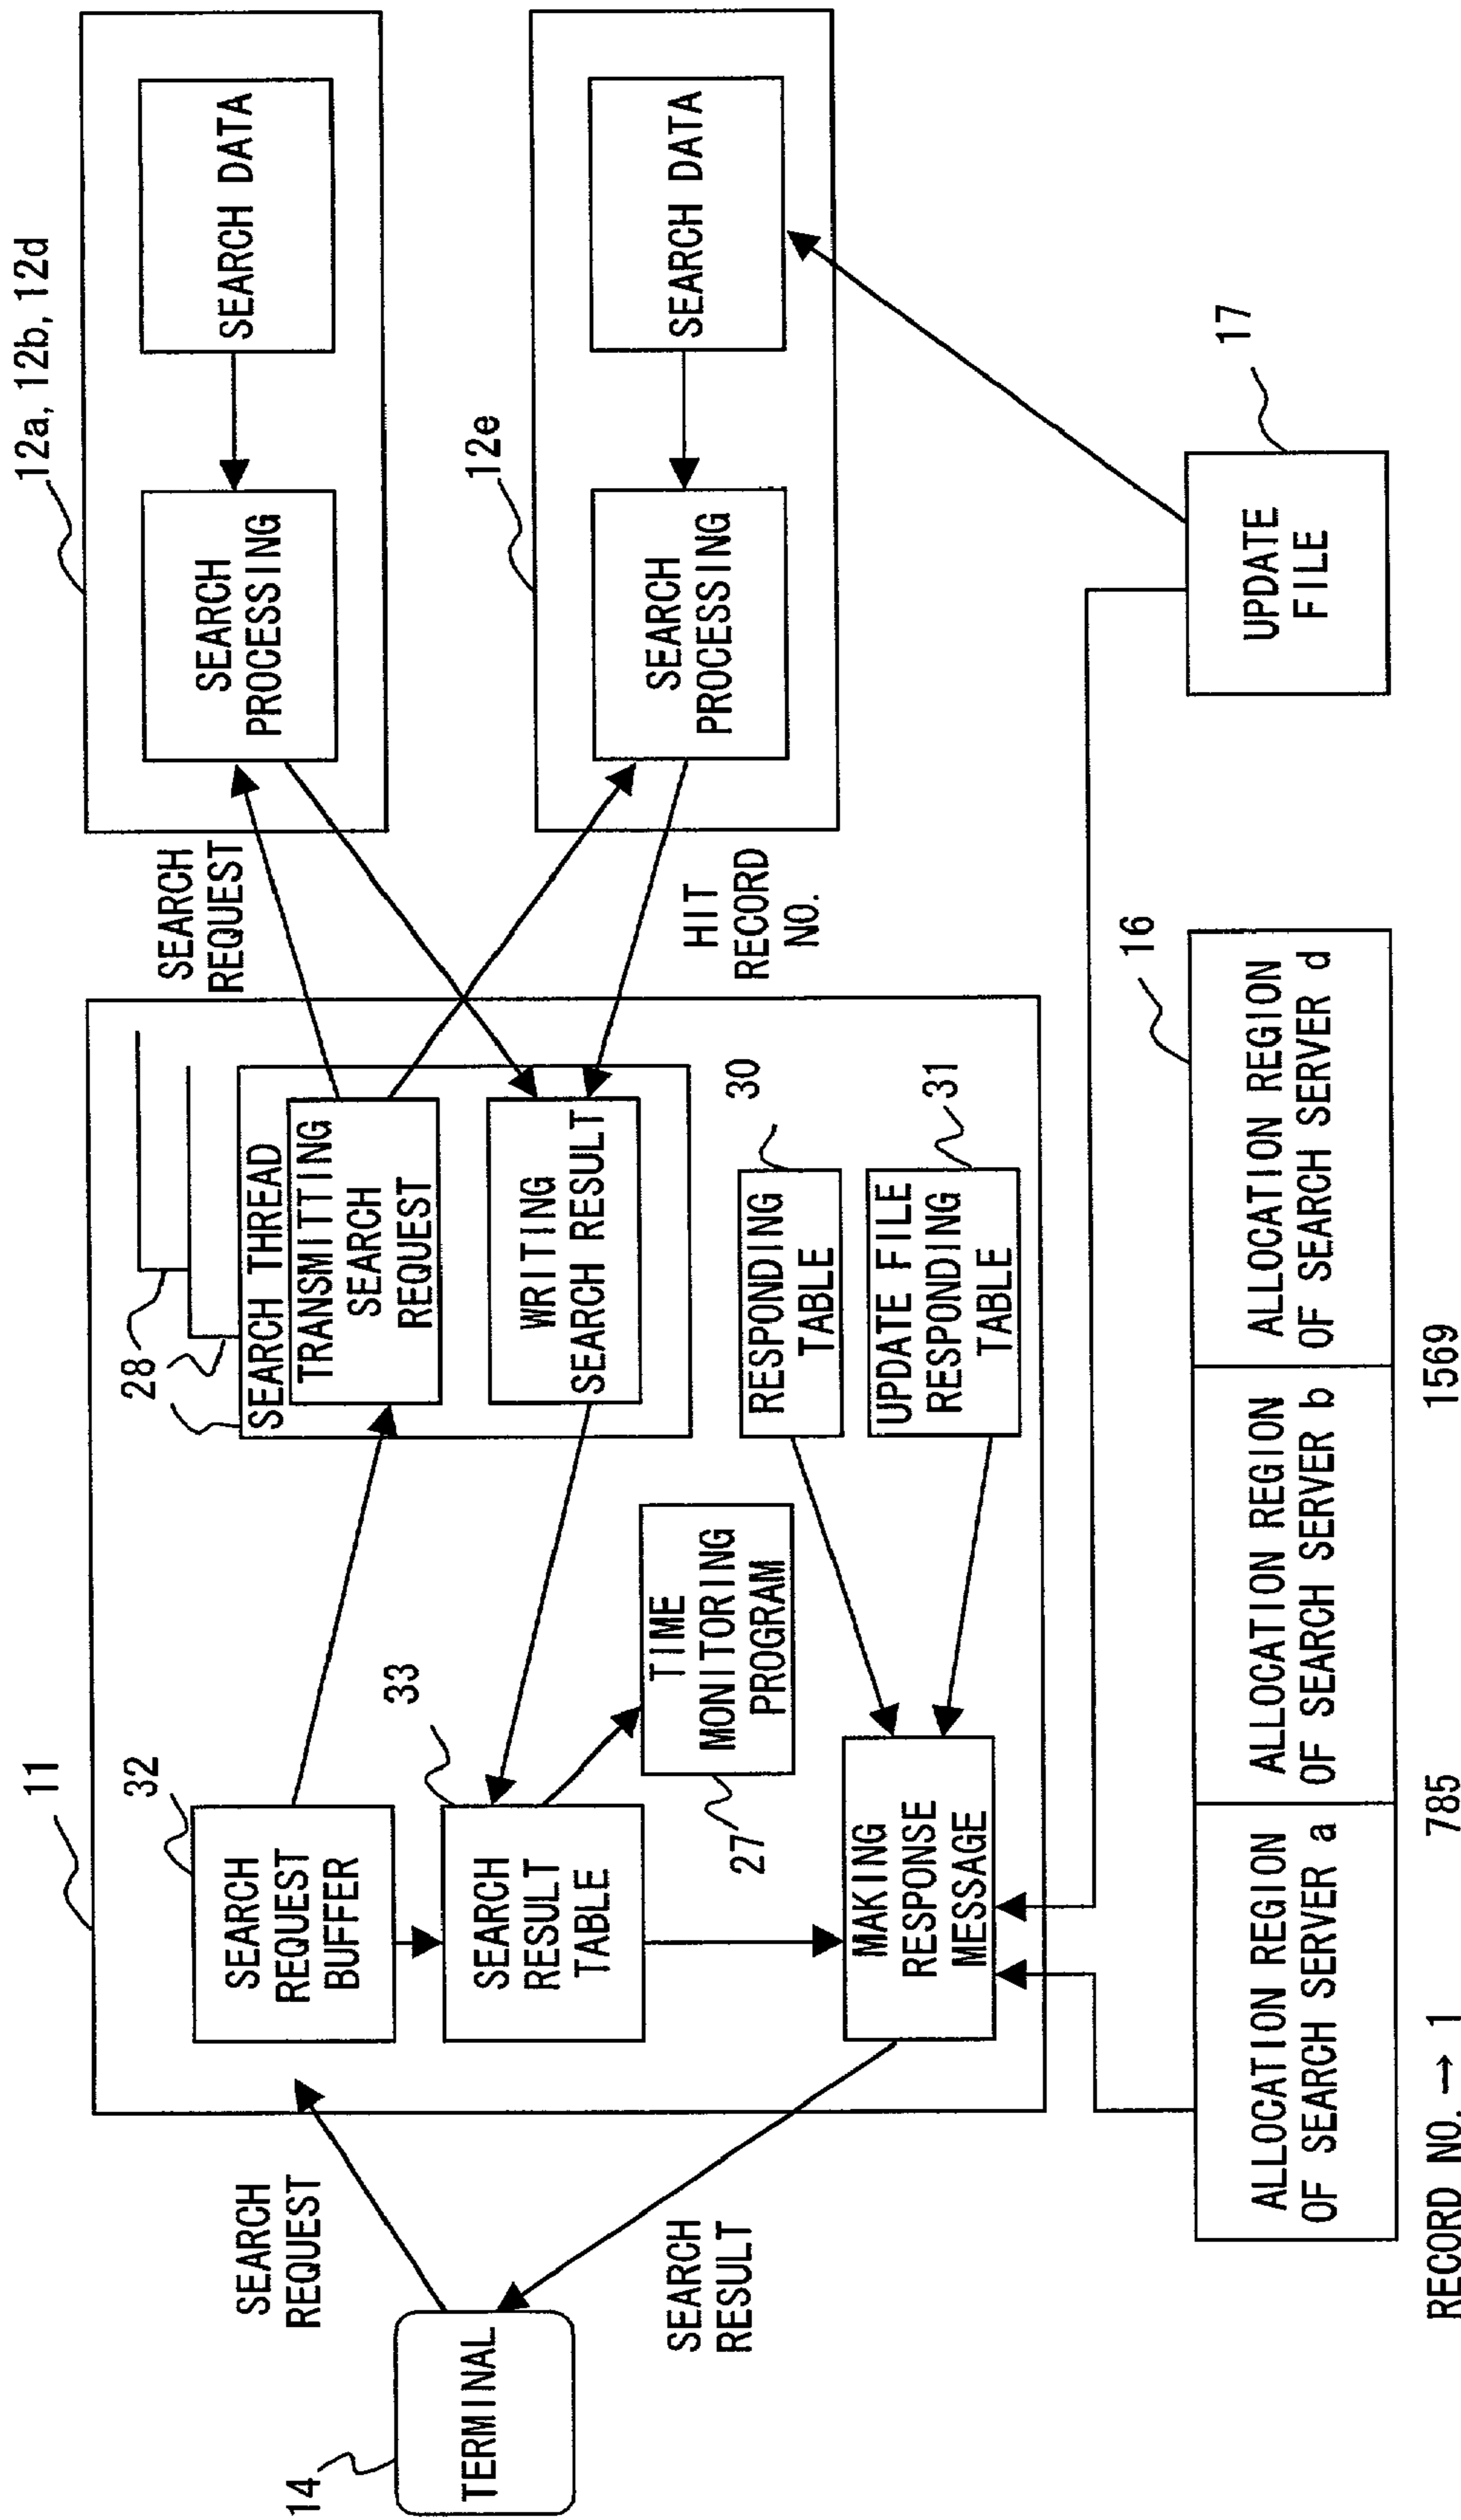 11
32
SEARCH
REQUEST
BUFFER
33
SEARCH
RESULT
TABLE
28
SEARCH THREAD
TRANSMITTING
SEARCH
REQUEST
WRITING
SEARCH RESULT
TIME
MONITORING
PROGRAM
27
30
RESPONDING
TABLE
31
UPDATE FILE
RESPONDING
TABLE
MAKING
RESPONSE
MESSAGE
14
TERMINAL
SEARCH
REQUEST
SEARCH
RESULT
SEARCH
REQUEST
HIT
RECORD
NO.
12a, 12b, 12d
SEARCH
PROCESSING
SEARCH DATA
12e
SEARCH
PROCESSING
SEARCH DATA
17
UPDATE
FILE
16
ALLOCATION REGION
OF SEARCH SERVER a
ALLOCATION REGION
OF SEARCH SERVER b
ALLOCATION REGION
OF SEARCH SERVER d
RECORD NO. → 1 785 1569